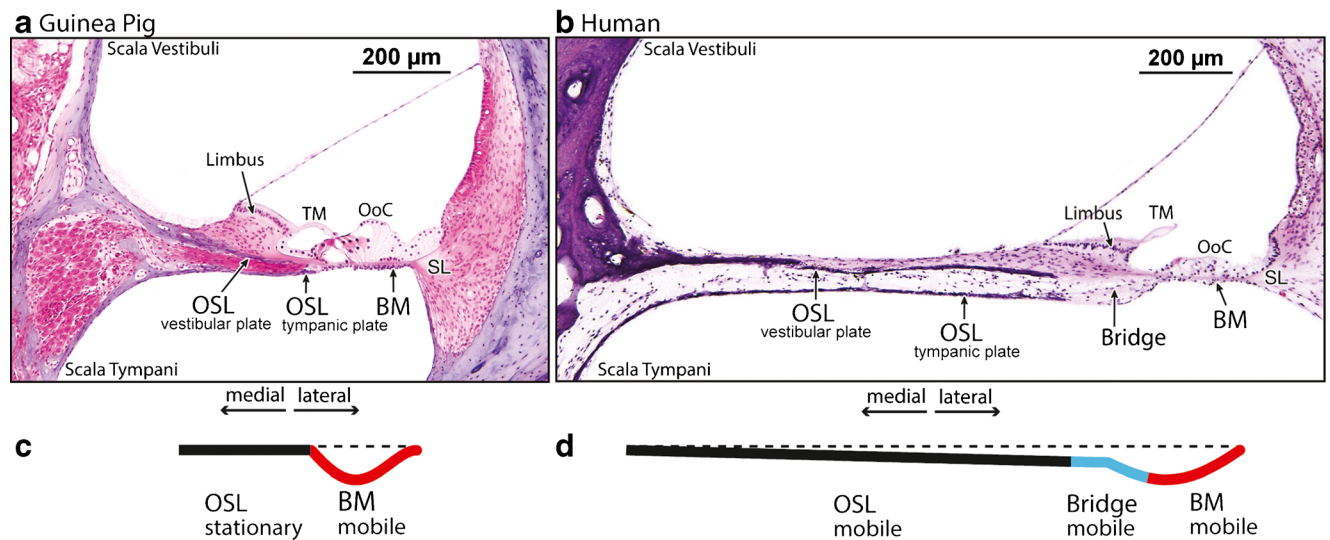 a Guinea Pig
Scala Vestibuli
200 µm
Limbus
TM
OoC
SL
OSL
vestibular plate
OSL
tympanic plate
BM
Scala Tympani
b Human
Scala Vestibuli
200 µm
Limbus
TM
OoC
SL
OSL
vestibular plate
OSL
tympanic plate
Bridge
BM
Scala Tympani
medial lateral
medial lateral
c
OSL
stationary
BM
mobile
d
OSL
mobile
Bridge
mobile
BM
mobile